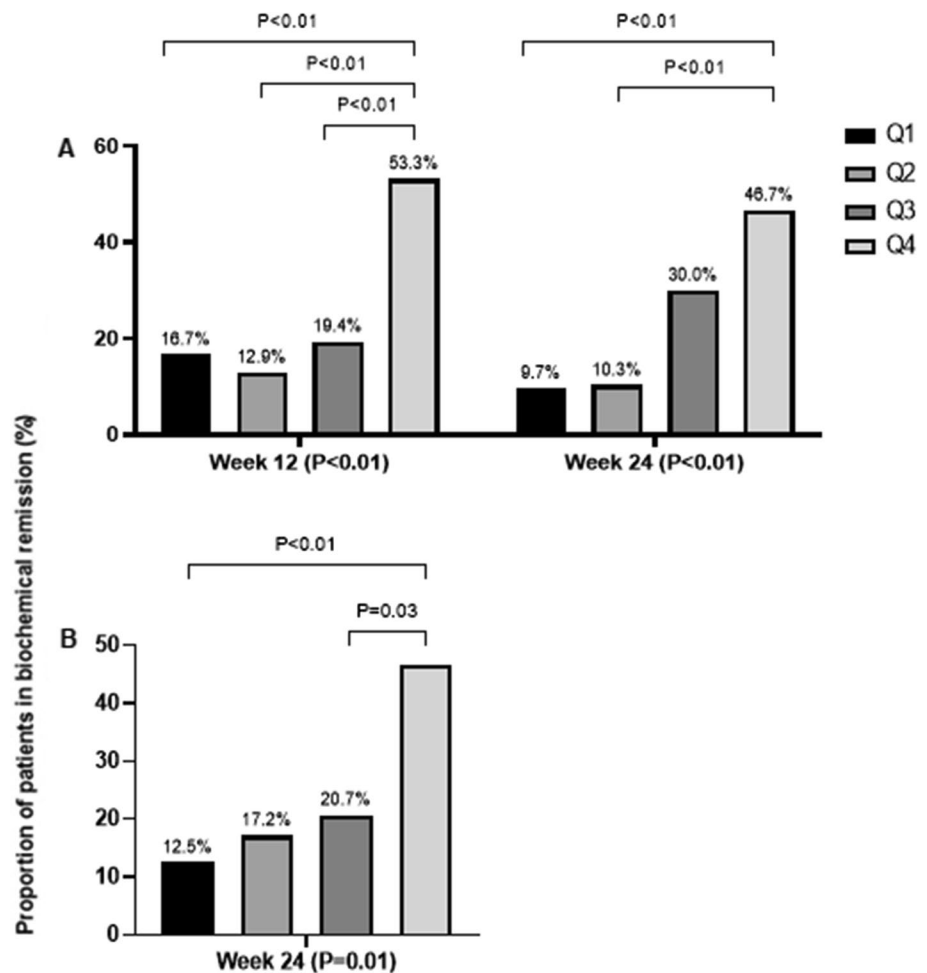 P<0.01 P<0.01
P<0.01 P<0.01
P<0.01
A
60
40
20
0
16.7%
12.9%
19.4%
53.3%
9.7%
10.3%
30.0%
46.7%
Week 12 (P<0.01) Week 24 (P<0.01)
Q1
Q2
Q3
Q4
Proportion of patients in biochemical remission (%)
P<0.01
P=0.03
B
50
40
30
20
10
0
12.5%
17.2%
20.7%
Week 24 (P=0.01)